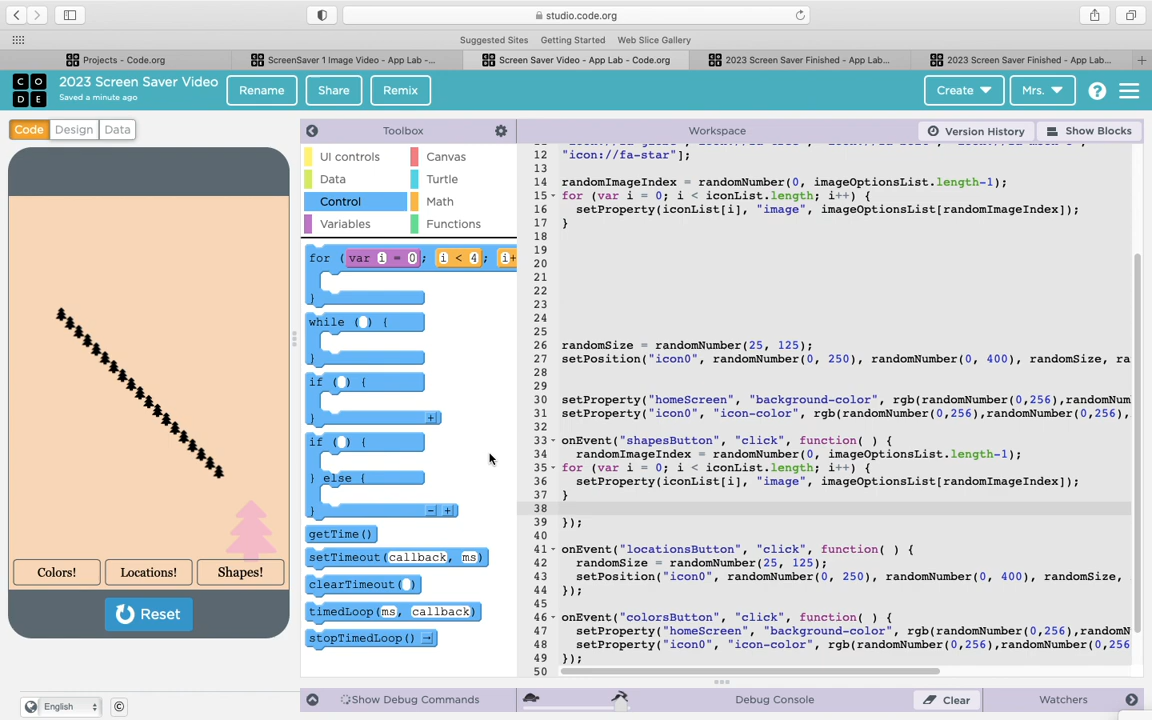 studio.code.org
Suggested Sites Getting Started Web Slice Gallery
Projects - Code.org
ScreenSaver 1 Image Video - App Lab -...
Screen Saver Video - App Lab - Code.org
2023 Screen Saver Finished - App Lab...
2023 Screen Saver Finished - App Lab...
CODE
2023 Screen Saver Video
Saved a minute ago
Rename
Share
Remix
Create
Mrs.
Code Design Data
Toolbox
Workspace
Version History
Show Blocks
UI controls
Canvas
Data
Turtle
Control
Math
Variables
Functions
for ( var i = 0 ; i < 4 ; i+
}
while ( ) {
}
if ( ) {
}
if ( ) {
} else {
}
getTime()
setTimeout(callback, ms)
clearTimeout( )
timedLoop(ms, callback)
stopTimedLoop()
12 "icon://fa-star"];
13
14 randomImageIndex = randomNumber(0, imageOptionsList.length-1);
15 for (var i = 0; i < iconList.length; i++) {
16 setProperty(iconList[i], "image", imageOptionsList[randomImageIndex]);
17 }
18
19
20
21
22
23
24
25
26 randomSize = randomNumber(25, 125);
27 setPosition("icon0", randomNumber(0, 250), randomNumber(0, 400), randomSize, ra
28
29
30 setProperty("homeScreen", "background-color", rgb(randomNumber(0,256),randomNum
31 setProperty("icon0", "icon-color", rgb(randomNumber(0,256),randomNumber(0,256),
32
33 onEvent("shapesButton", "click", function( ) {
34 randomImageIndex = randomNumber(0, imageOptionsList.length-1);
35 for (var i = 0; i < iconList.length; i++) {
36 setProperty(iconList[i], "image", imageOptionsList[randomImageIndex]);
37 }
38
39 });
40
41 onEvent("locationsButton", "click", function( ) {
42 randomSize = randomNumber(25, 125);
43 setPosition("icon0", randomNumber(0, 250), randomNumber(0, 400), randomSize,
44 });
45
46 onEvent("colorsButton", "click", function( ) {
47 setProperty("homeScreen", "background-color", rgb(randomNumber(0,256),randomN
48 setProperty("icon0", "icon-color", rgb(randomNumber(0,256),randomNumber(0,256
49 });
50
Colors! Locations! Shapes!
Reset
English
Show Debug Commands
Debug Console
Clear
Watchers